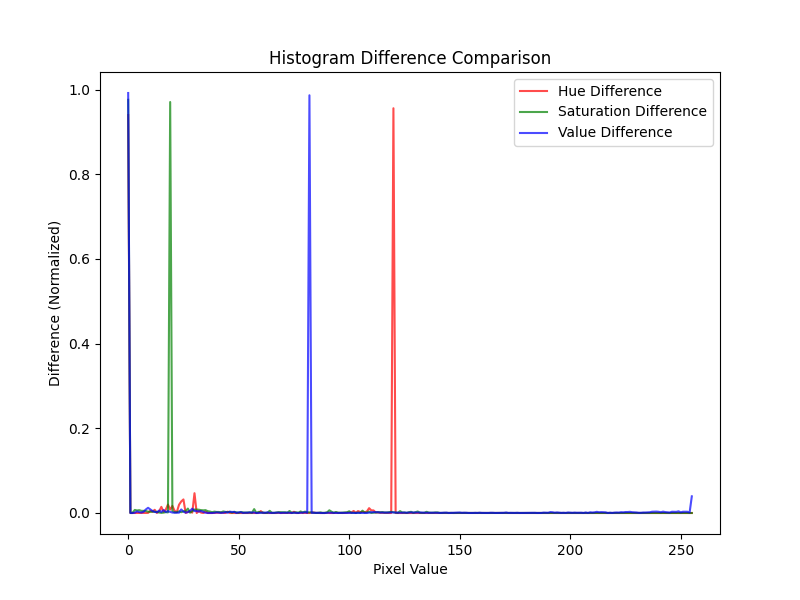 Histogram Difference Comparison
Hue Difference
Saturation Difference
Value Difference
Difference (Normalized)
1.0
0.8
0.6
0.4
0.2
0.0
0 50 100 150 200 250
Pixel Value